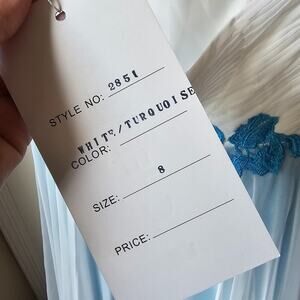 STYLE NO: 2851
WHITE/TURQUOISE
COLOR:
SIZE: 8
PRICE: